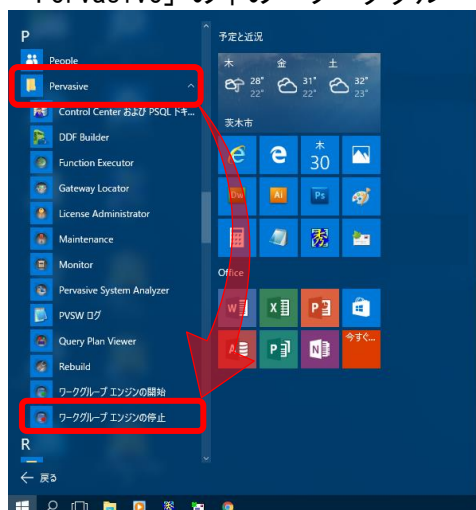 P
People
Pervasive
Control Center および PSQL ドキ...
DDF Builder
Function Executor
Gateway Locator
License Administrator
Maintenance
Monitor
Pervasive System Analyzer
PVSW ログ
Query Plan Viewer
Rebuild
ワークグループ エンジンの開始
ワークグループ エンジンの停止
R
戻る
予定と近況
木 金 土
28° 31° 32°
22° 22° 23°
茨木市
木
30
Dw Ai Ps
Office
今すぐ...